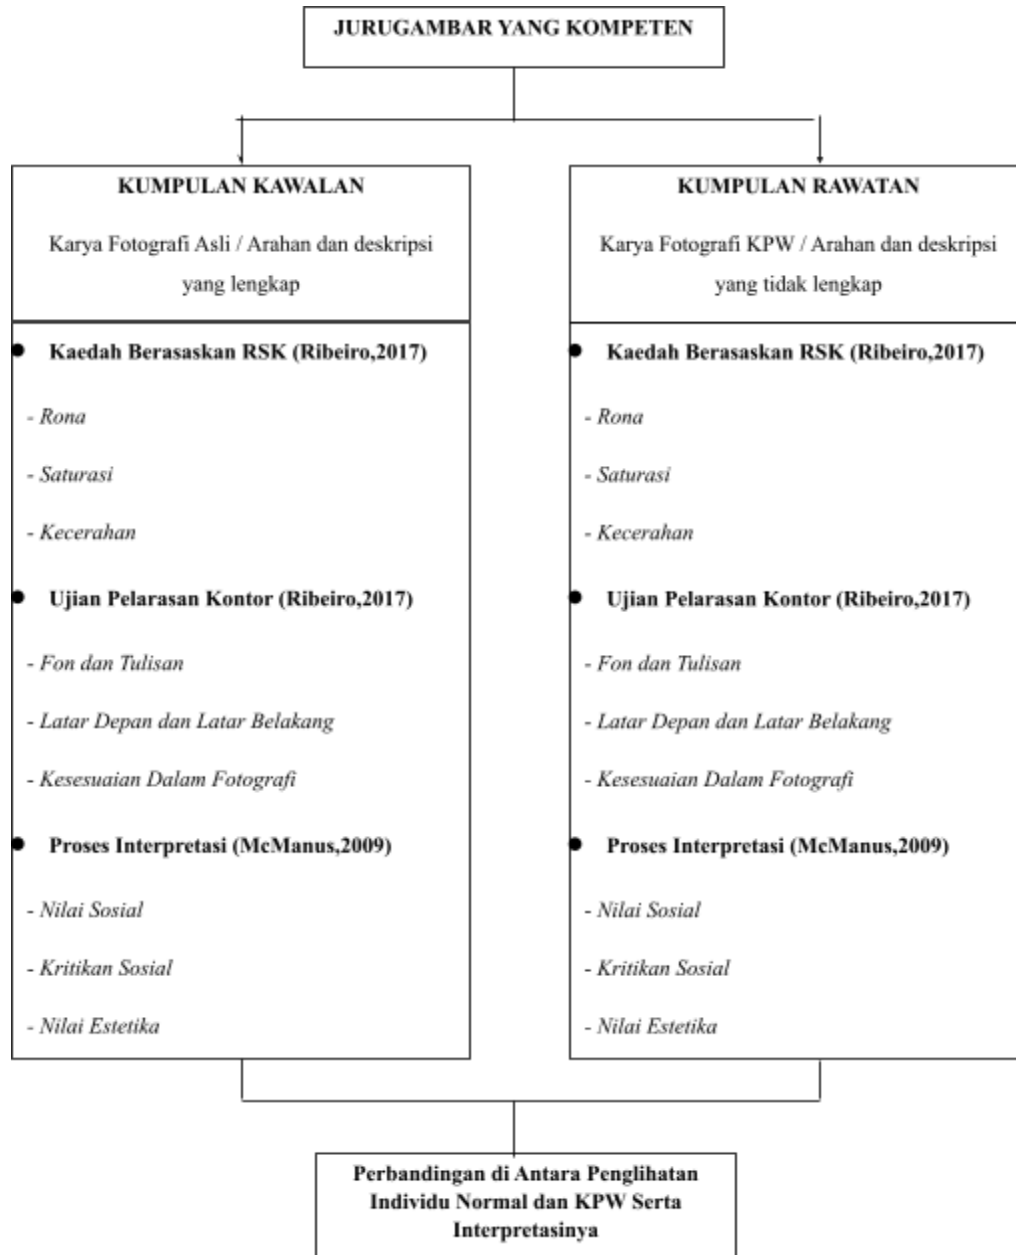 JURUGAMBAR YANG KOMPETEN
KUMPULAN KAWALAN
Karya Fotografi Asli / Arahan dan deskripsi
yang lengkap
● Kaedah Berasaskan RSK (Ribeiro,2017)
- Rona
- Saturasi
- Kecerahan
● Ujian Pelarasan Kontor (Ribeiro,2017)
- Fon dan Tulisan
- Latar Depan dan Latar Belakang
- Kesesuaian Dalam Fotografi
● Proses Interpretasi (McManus,2009)
- Nilai Sosial
- Kritikan Sosial
- Nilai Estetika
KUMPULAN RAWATAN
Karya Fotografi KPW / Arahan dan deskripsi
yang tidak lengkap
● Kaedah Berasaskan RSK (Ribeiro,2017)
- Rona
- Saturasi
- Kecerahan
● Ujian Pelarasan Kontor (Ribeiro,2017)
- Fon dan Tulisan
- Latar Depan dan Latar Belakang
- Kesesuaian Dalam Fotografi
● Proses Interpretasi (McManus,2009)
- Nilai Sosial
- Kritikan Sosial
- Nilai Estetika
Perbandingan di Antara Penglihatan
Individu Normal dan KPW Serta
Interpretasinya